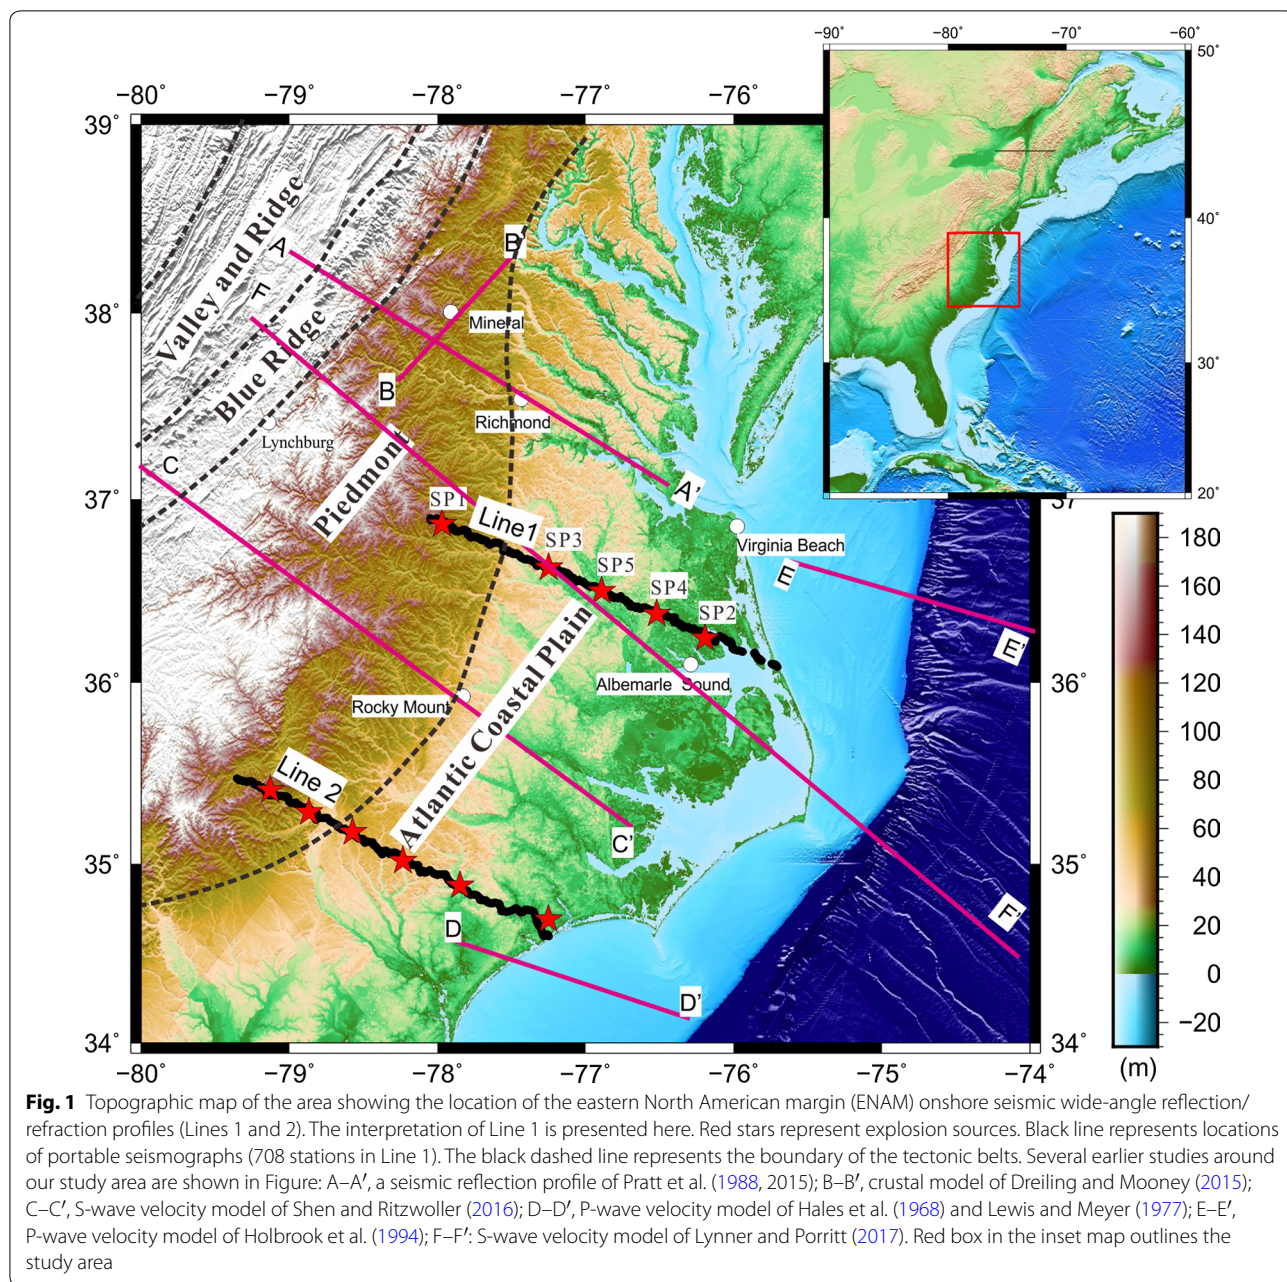 −90˚ −80˚ −70˚ −60˚
50˚
40˚
30˚
20˚
−80 −79 −78 −77 −76
39˚
38˚
37˚
36˚
35˚
34˚
37
36˚
35˚
34˚
Valley and Ridge
A
F
B'
Mineral
Blue Ridge
B
Richmond
Lynchburg
C
Piedmont
A'
SP1
Line1
SP3
Virginia Beach
SP5
E
SP4
SP2
E'
Albemarle Sound
Rocky Mount
Atlantic Coastal Plain
Line 2
C'
F'
D
D'
−80 −79 −78 −77 −76 −75 −74
180
160
140
120
100
80
60
40
20
0
−20
(m)
Fig. 1 Topographic map of the area showing the location of the eastern North American margin (ENAM) onshore seismic wide-angle reflection/
refraction profiles (Lines 1 and 2). The interpretation of Line 1 is presented here. Red stars represent explosion sources. Black line represents locations
of portable seismographs (708 stations in Line 1). The black dashed line represents the boundary of the tectonic belts. Several earlier studies around
our study area are shown in Figure: A–A′, a seismic reflection profile of Pratt et al. (1988, 2015); B–B′, crustal model of Dreiling and Mooney (2015);
C–C′, S-wave velocity model of Shen and Ritzwoller (2016); D–D′, P-wave velocity model of Hales et al. (1968) and Lewis and Meyer (1977); E–E′,
P-wave velocity model of Holbrook et al. (1994); F–F′: S-wave velocity model of Lynner and Porritt (2017). Red box in the inset map outlines the
study area